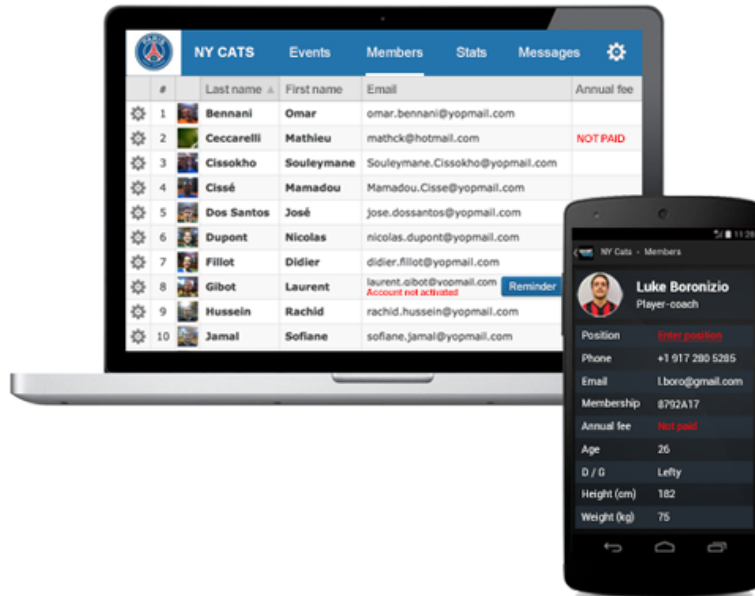 PARIS
NY CATS Events Members Stats Messages
# Last name First name Email Annual fee
1 Bennani Omar omar.bennani@yopmail.com
2 Ceccarelli Mathieu mathck@hotmail.com NOT PAID
3 Cissokho Souleymane Souleymane.Cissokho@yopmail.com
4 Cissé Mamadou Mamadou.Cisse@yopmail.com
5 Dos Santos José jose.dossantos@yopmail.com
6 Dupont Nicolas nicolas.dupont@yopmail.com
7 Fillot Didier didier.fillot@yopmail.com
8 Gibot Laurent laurent.gibot@yopmail.com Reminder
Account not activated
9 Hussein Rachid rachid.hussein@yopmail.com
10 Jamal Sofiane sofiane.jamal@yopmail.com
11:28
NY Cats - Members
Luke Boronizio
Player-coach
Position Enter position
Phone +1 917 280 5285
Email l.boro@gmail.com
Membership 8792A17
Annual fee Not paid
Age 26
D / G Lefty
Height (cm) 182
Weight (kg) 75